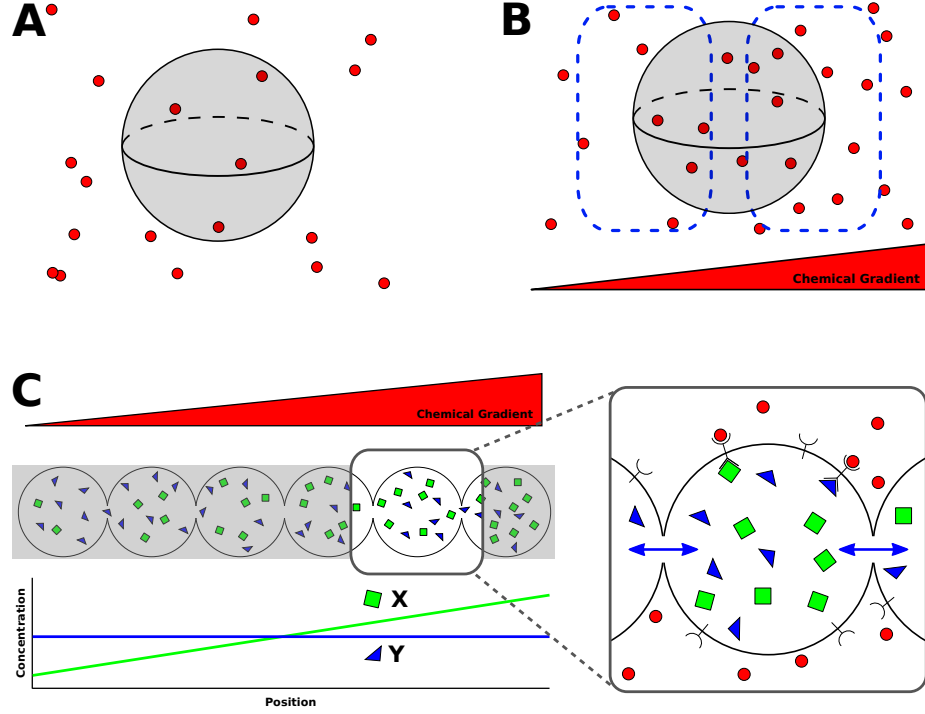 A
B
Chemical Gradient
C
Chemical Gradient
X
Y
Concentration
Position